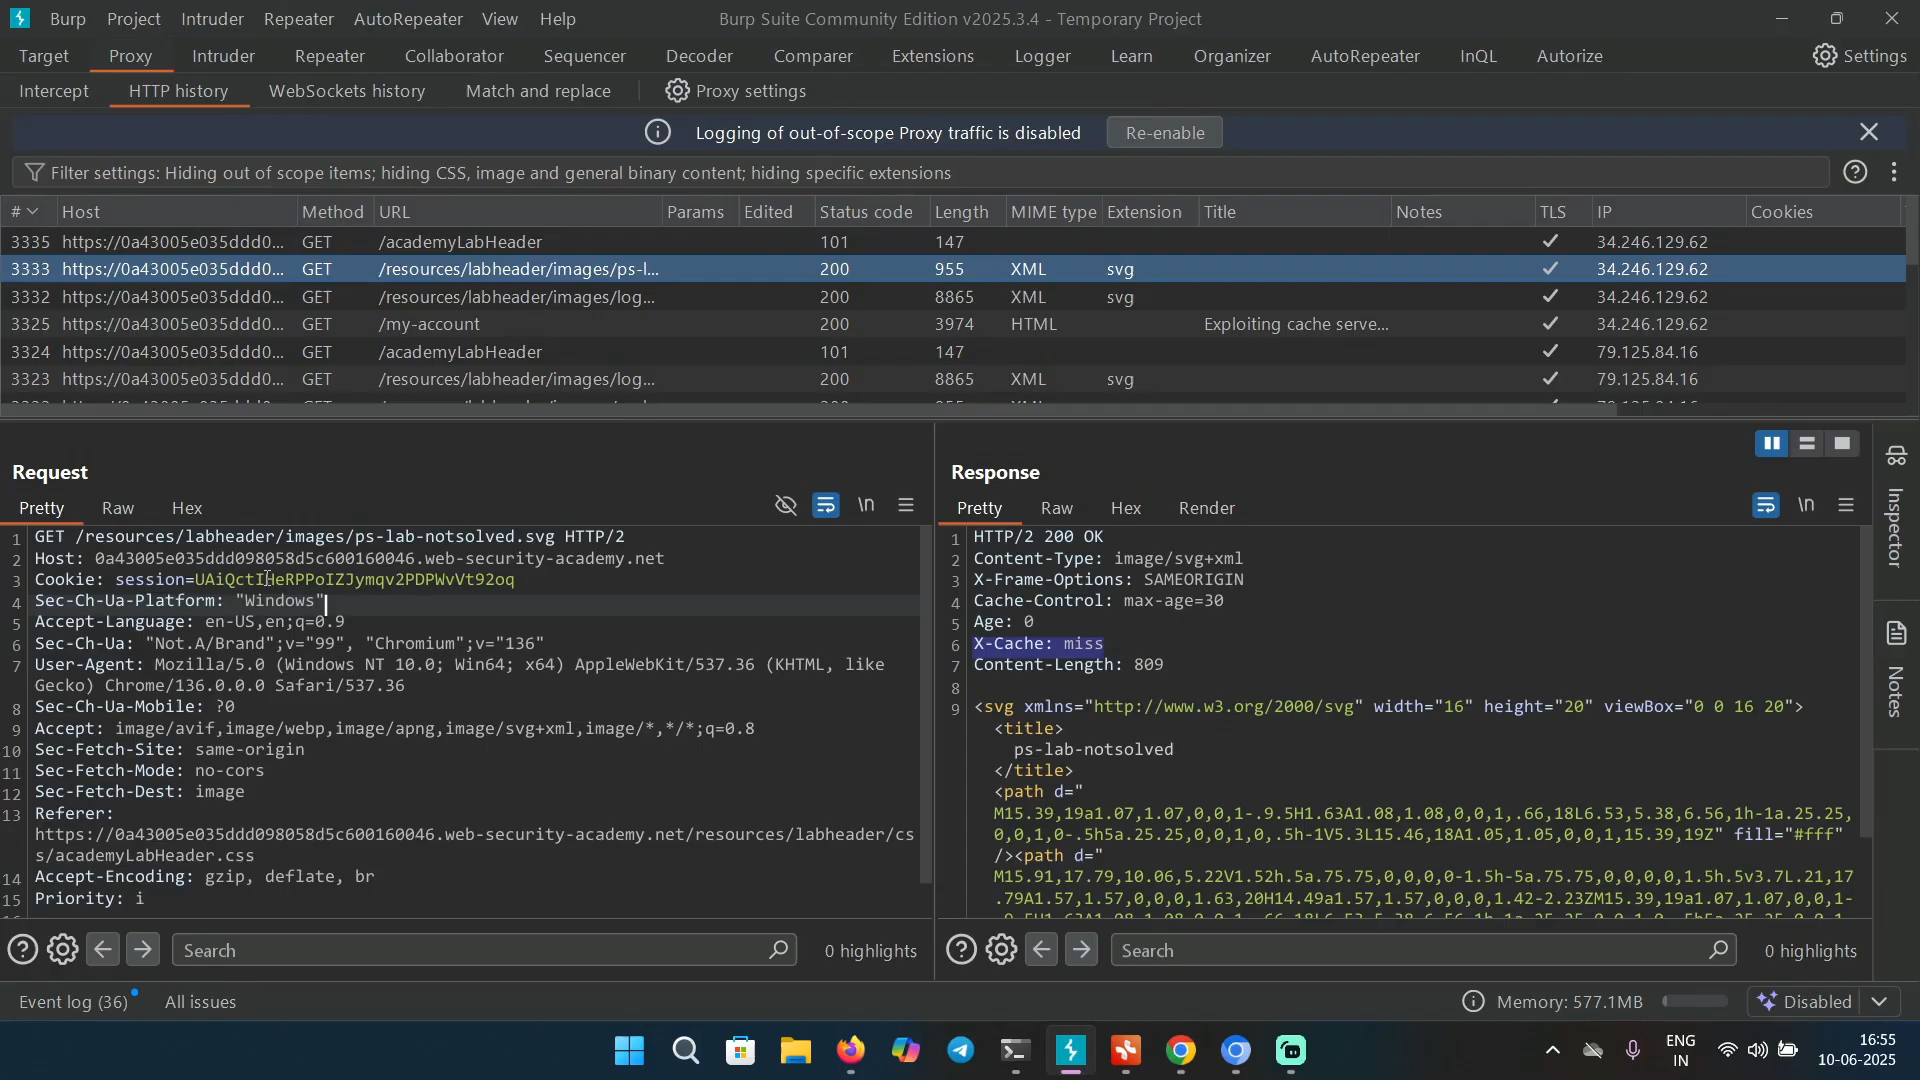 Burp Project Intruder Repeater AutoRepeater View Help Burp Suite Community Edition v2025.3.4 - Temporary Project
Target Proxy Intruder Repeater Collaborator Sequencer Decoder Comparer Extensions Logger Learn Organizer AutoRepeater InQL Autorize Settings
Intercept HTTP history WebSockets history Match and replace Proxy settings
Logging of out-of-scope Proxy traffic is disabled Re-enable
Filter settings: Hiding out of scope items; hiding CSS, image and general binary content; hiding specific extensions
# Host Method URL Params Edited Status code Length MIME type Extension Title Notes TLS IP Cookies
3335 https://0a43005e035ddd0... GET /academyLabHeader 101 147 34.246.129.62
3333 https://0a43005e035ddd0... GET /resources/labheader/images/ps-l... 200 955 XML svg 34.246.129.62
3332 https://0a43005e035ddd0... GET /resources/labheader/images/log... 200 8865 XML svg 34.246.129.62
3325 https://0a43005e035ddd0... GET /my-account 200 3974 HTML Exploiting cache serve... 34.246.129.62
3324 https://0a43005e035ddd0... GET /academyLabHeader 101 147 79.125.84.16
3323 https://0a43005e035ddd0... GET /resources/labheader/images/log... 200 8865 XML svg 79.125.84.16
Request
Pretty Raw Hex \n
1 GET /resources/labheader/images/ps-lab-notsolved.svg HTTP/2
2 Host: 0a43005e035ddd098058d5c600160046.web-security-academy.net
3 Cookie: session=UAiQctIHeRPPoIZJymqv2PDPWvVt92oq
4 Sec-Ch-Ua-Platform: "Windows"
5 Accept-Language: en-US,en;q=0.9
6 Sec-Ch-Ua: "Not.A/Brand";v="99", "Chromium";v="136"
7 User-Agent: Mozilla/5.0 (Windows NT 10.0; Win64; x64) AppleWebKit/537.36 (KHTML, like
Gecko) Chrome/136.0.0.0 Safari/537.36
8 Sec-Ch-Ua-Mobile: ?0
9 Accept: image/avif,image/webp,image/apng,image/svg+xml,image/*,*/*;q=0.8
10 Sec-Fetch-Site: same-origin
11 Sec-Fetch-Mode: no-cors
12 Sec-Fetch-Dest: image
13 Referer:
https://0a43005e035ddd098058d5c600160046.web-security-academy.net/resources/labheader/cs
s/academyLabHeader.css
14 Accept-Encoding: gzip, deflate, br
15 Priority: i
Search 0 highlights
Response
Pretty Raw Hex Render \n
1 HTTP/2 200 OK
2 Content-Type: image/svg+xml
3 X-Frame-Options: SAMEORIGIN
4 Cache-Control: max-age=30
5 Age: 0
6 X-Cache: miss
7 Content-Length: 809
8
9 <svg xmlns="http://www.w3.org/2000/svg" width="16" height="20" viewBox="0 0 16 20">
<title>
ps-lab-notsolved
</title>
<path d="
M15.39,19a1.07,1.07,0,0,1-.9.5H1.63A1.08,1.08,0,0,1,.66,18L6.53,5.38,6.56,1h-1a.25.25,
0,0,1,0-.5h5a.25.25,0,0,1,0,.5h-1V5.3L15.46,18A1.05,1.05,0,0,1,15.39,19Z" fill="#fff"
/><path d="
M15.91,17.79,10.06,5.22V1.52h.5a.75.75,0,0,0,0-1.5h-5a.75.75,0,0,0,0,1.5h.5v3.7L.21,17
.79A1.57,1.57,0,0,0,1.63,20H14.49a1.57,1.57,0,0,0,1.42-2.23ZM15.39,19a1.07,1.07,0,0,1-
Search 0 highlights
Inspector
Notes
Event log (36) All issues Memory: 577.1MB Disabled
ENG
IN
16:55
10-06-2025